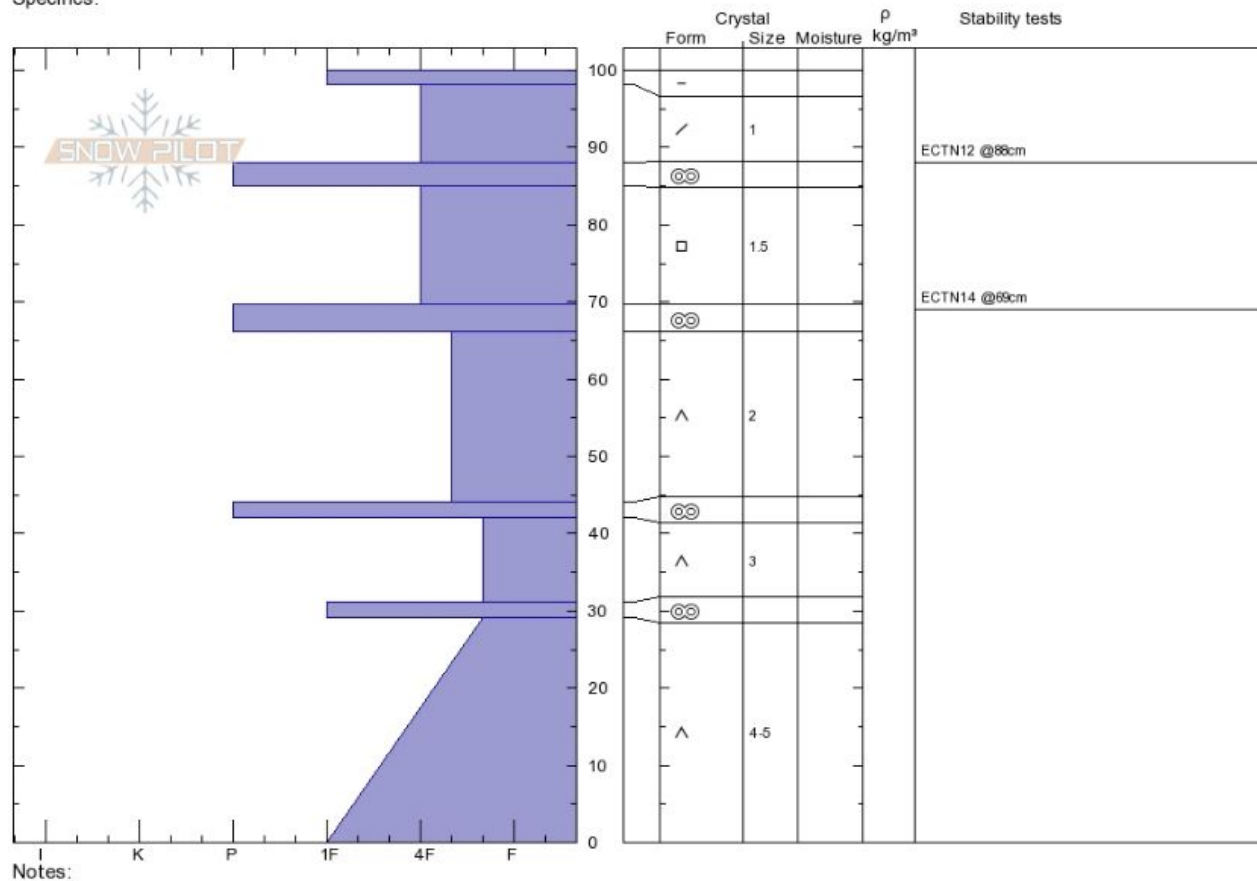 Specifics:
Crystal
ρ
Stability tests
Form Size Moisture kg/m³
SNOW PILOT
100
1
90
ECTN12 @88cm
80
1.5
70
ECTN14 @69cm
60
2
50
40
3
30
20
4-5
10
0
I K P 1F 4F F
Notes: